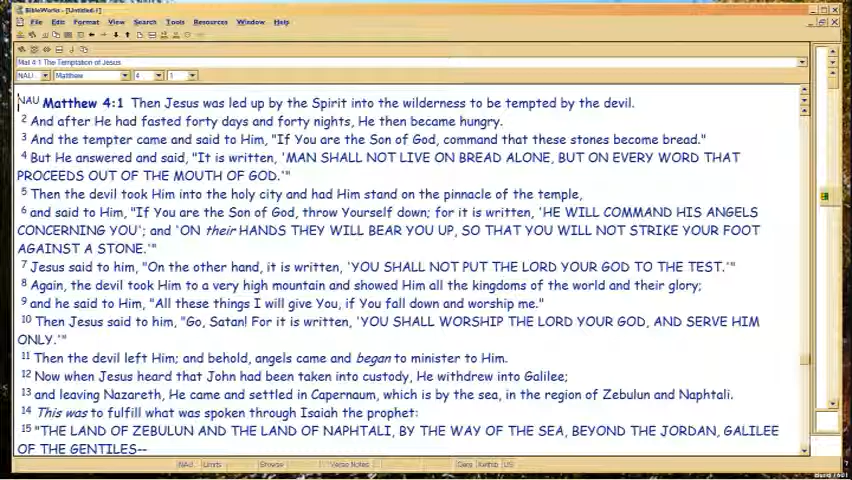 BibleWorks - [Untitled-1]
File Edit Format View Search Tools Resources Window Help
Mat 4:1 The Temptation of Jesus
NAU Matthew 4 1
NAU Matthew 4:1 Then Jesus was led up by the Spirit into the wilderness to be tempted by the devil.
2 And after He had fasted forty days and forty nights, He then became hungry.
3 And the tempter came and said to Him, "If You are the Son of God, command that these stones become bread."
4 But He answered and said, "It is written, 'MAN SHALL NOT LIVE ON BREAD ALONE, BUT ON EVERY WORD THAT
PROCEEDS OUT OF THE MOUTH OF GOD.'"
5 Then the devil took Him into the holy city and had Him stand on the pinnacle of the temple,
6 and said to Him, "If You are the Son of God, throw Yourself down; for it is written, 'HE WILL COMMAND HIS ANGELS
CONCERNING YOU'; and 'ON their HANDS THEY WILL BEAR YOU UP, SO THAT YOU WILL NOT STRIKE YOUR FOOT
AGAINST A STONE.'"
7 Jesus said to him, "On the other hand, it is written, 'YOU SHALL NOT PUT THE LORD YOUR GOD TO THE TEST.'"
8 Again, the devil took Him to a very high mountain and showed Him all the kingdoms of the world and their glory;
9 and he said to Him, "All these things I will give You, if You fall down and worship me."
10 Then Jesus said to him, "Go, Satan! For it is written, 'YOU SHALL WORSHIP THE LORD YOUR GOD, AND SERVE HIM
ONLY.'"
11 Then the devil left Him; and behold, angels came and began to minister to Him.
12 Now when Jesus heard that John had been taken into custody, He withdrew into Galilee;
13 and leaving Nazareth, He came and settled in Capernaum, which is by the sea, in the region of Zebulun and Naphtali.
14 This was to fulfill what was spoken through Isaiah the prophet:
15 "THE LAND OF ZEBULUN AND THE LAND OF NAPHTALI, BY THE WAY OF THE SEA, BEYOND THE JORDAN, GALILEE
OF THE GENTILES--
NAU Limits Browse Verse Notes US